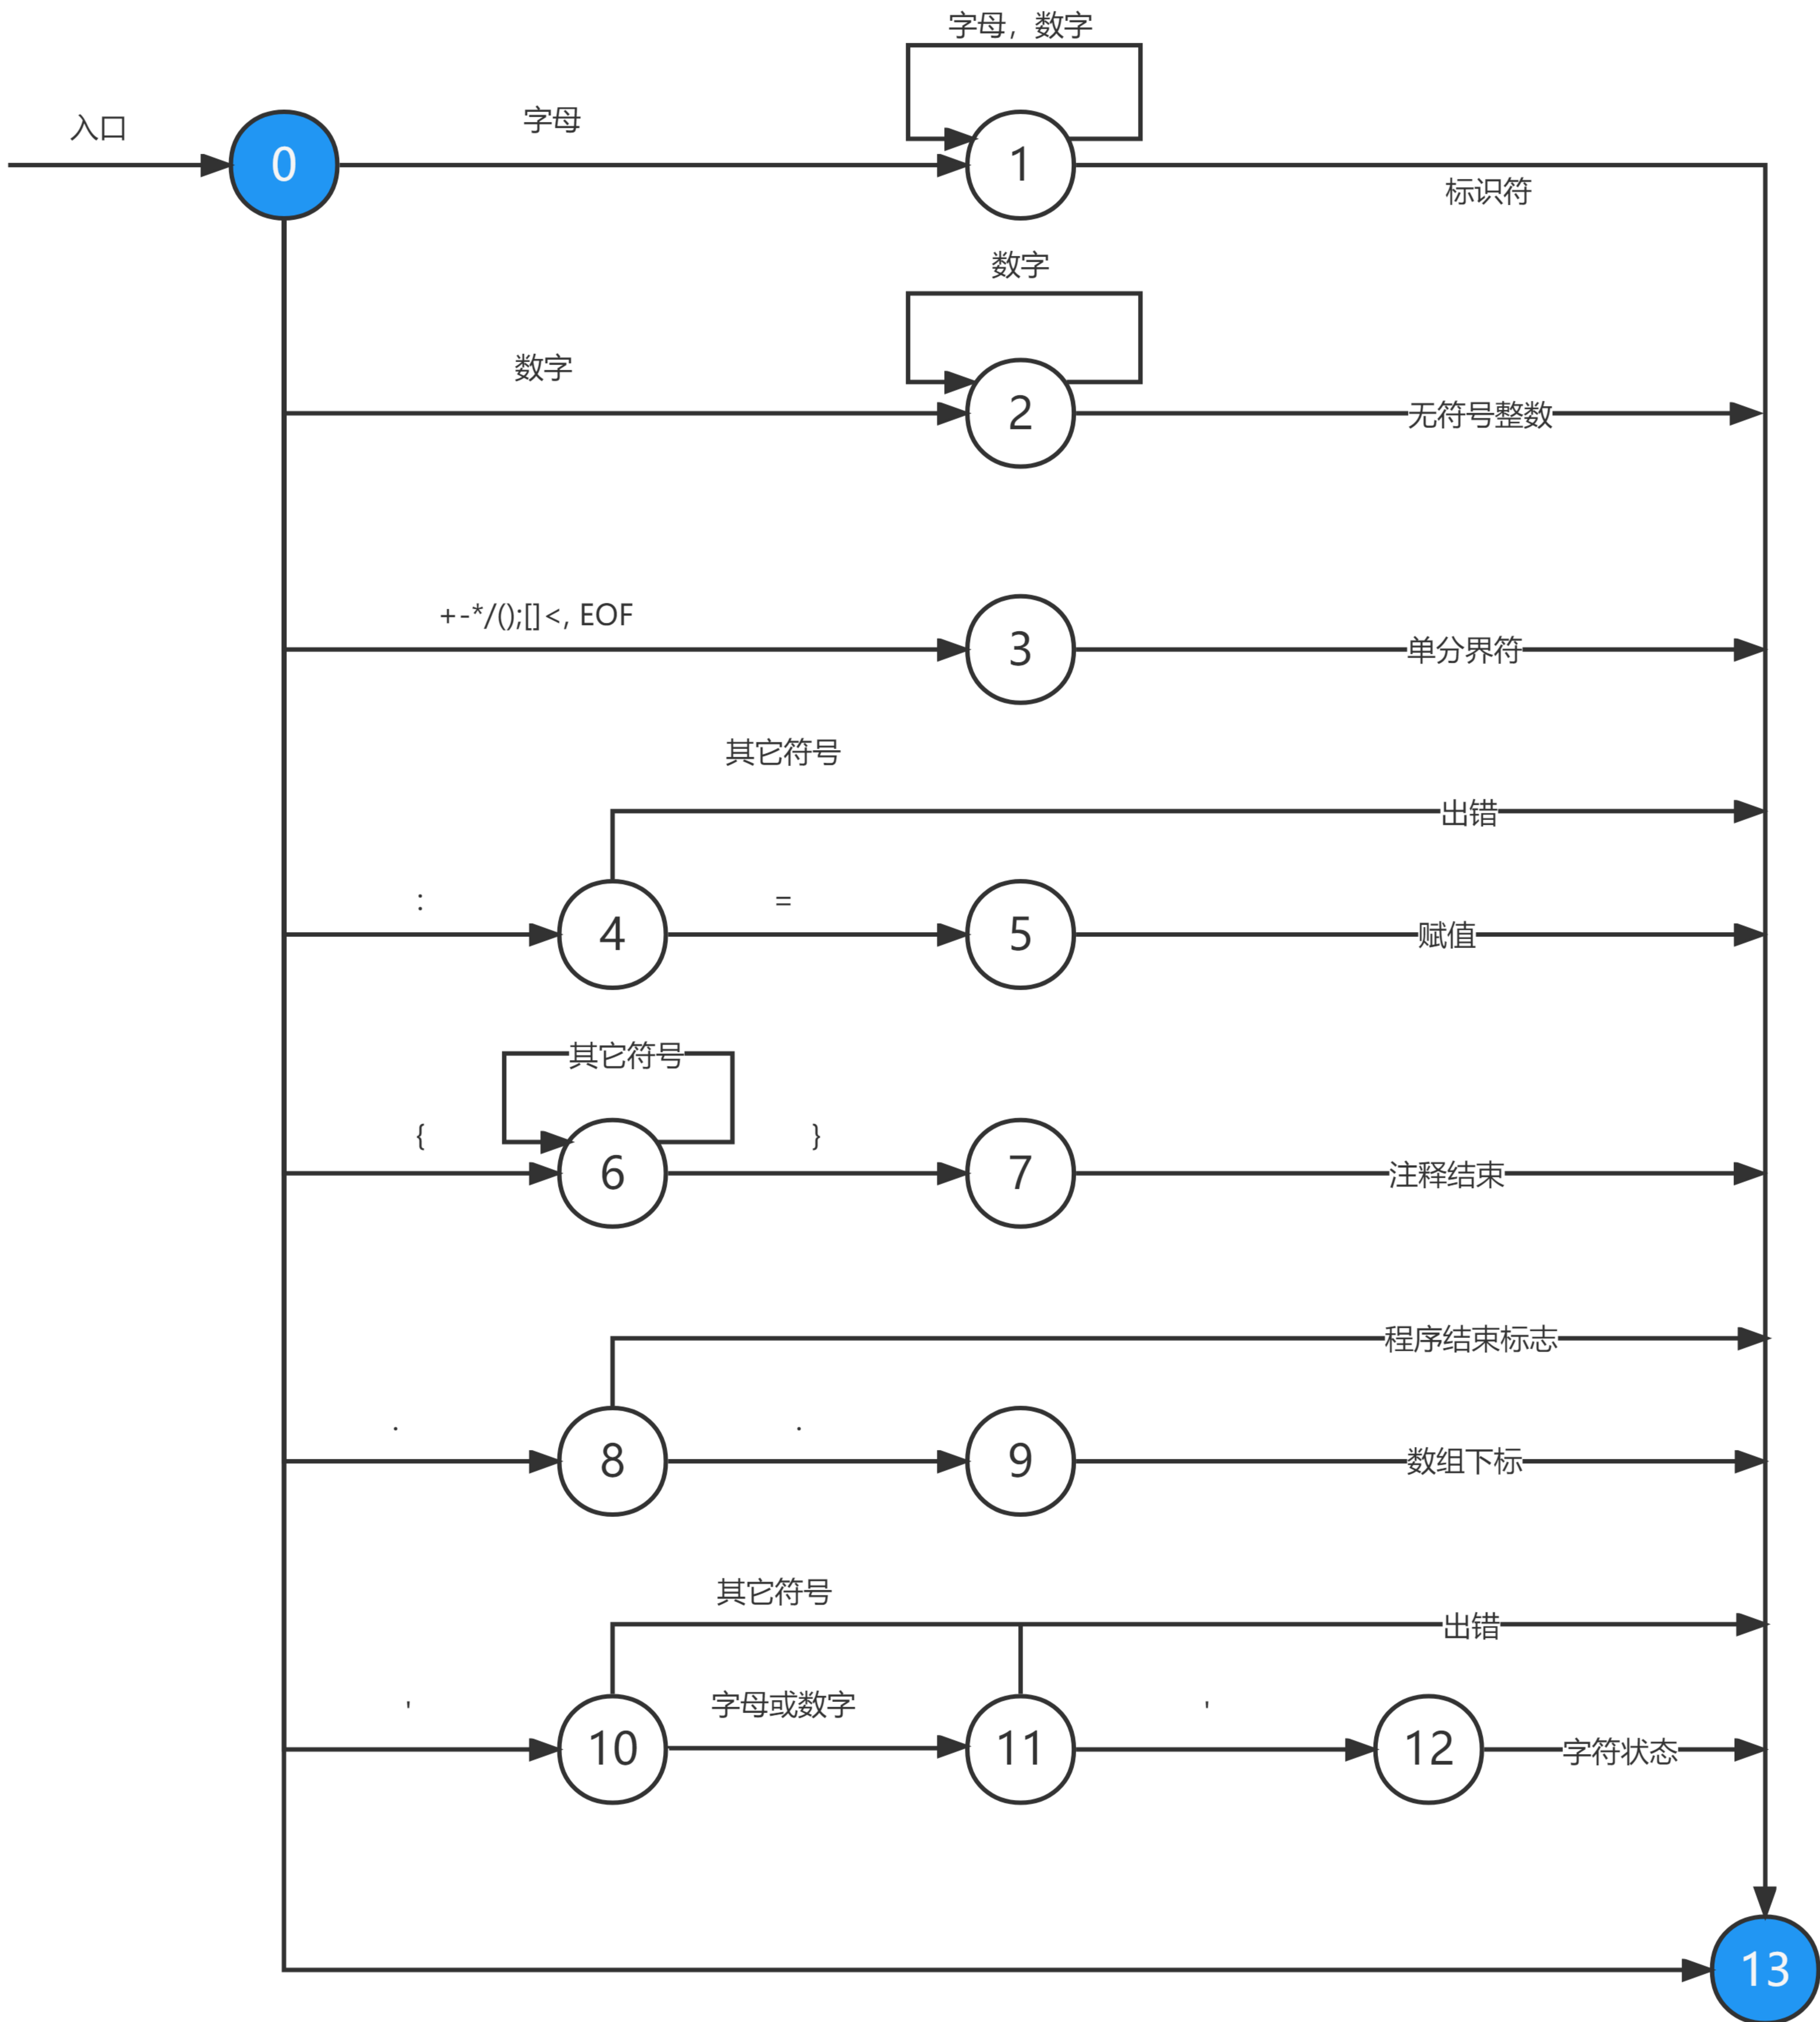 字母，数字
入口
字母
0
1
标识符
数字
数字
2
无符号整数
+-*/();[]<, EOF
3
单分界符
其它符号
出错
:
=
4
5
赋值
其它符号
{
}
6
7
注释结束
程序结束标志
.
.
8
9
数组下标
其它符号
出错
'
字母或数字
'
10
11
12
字符状态
13